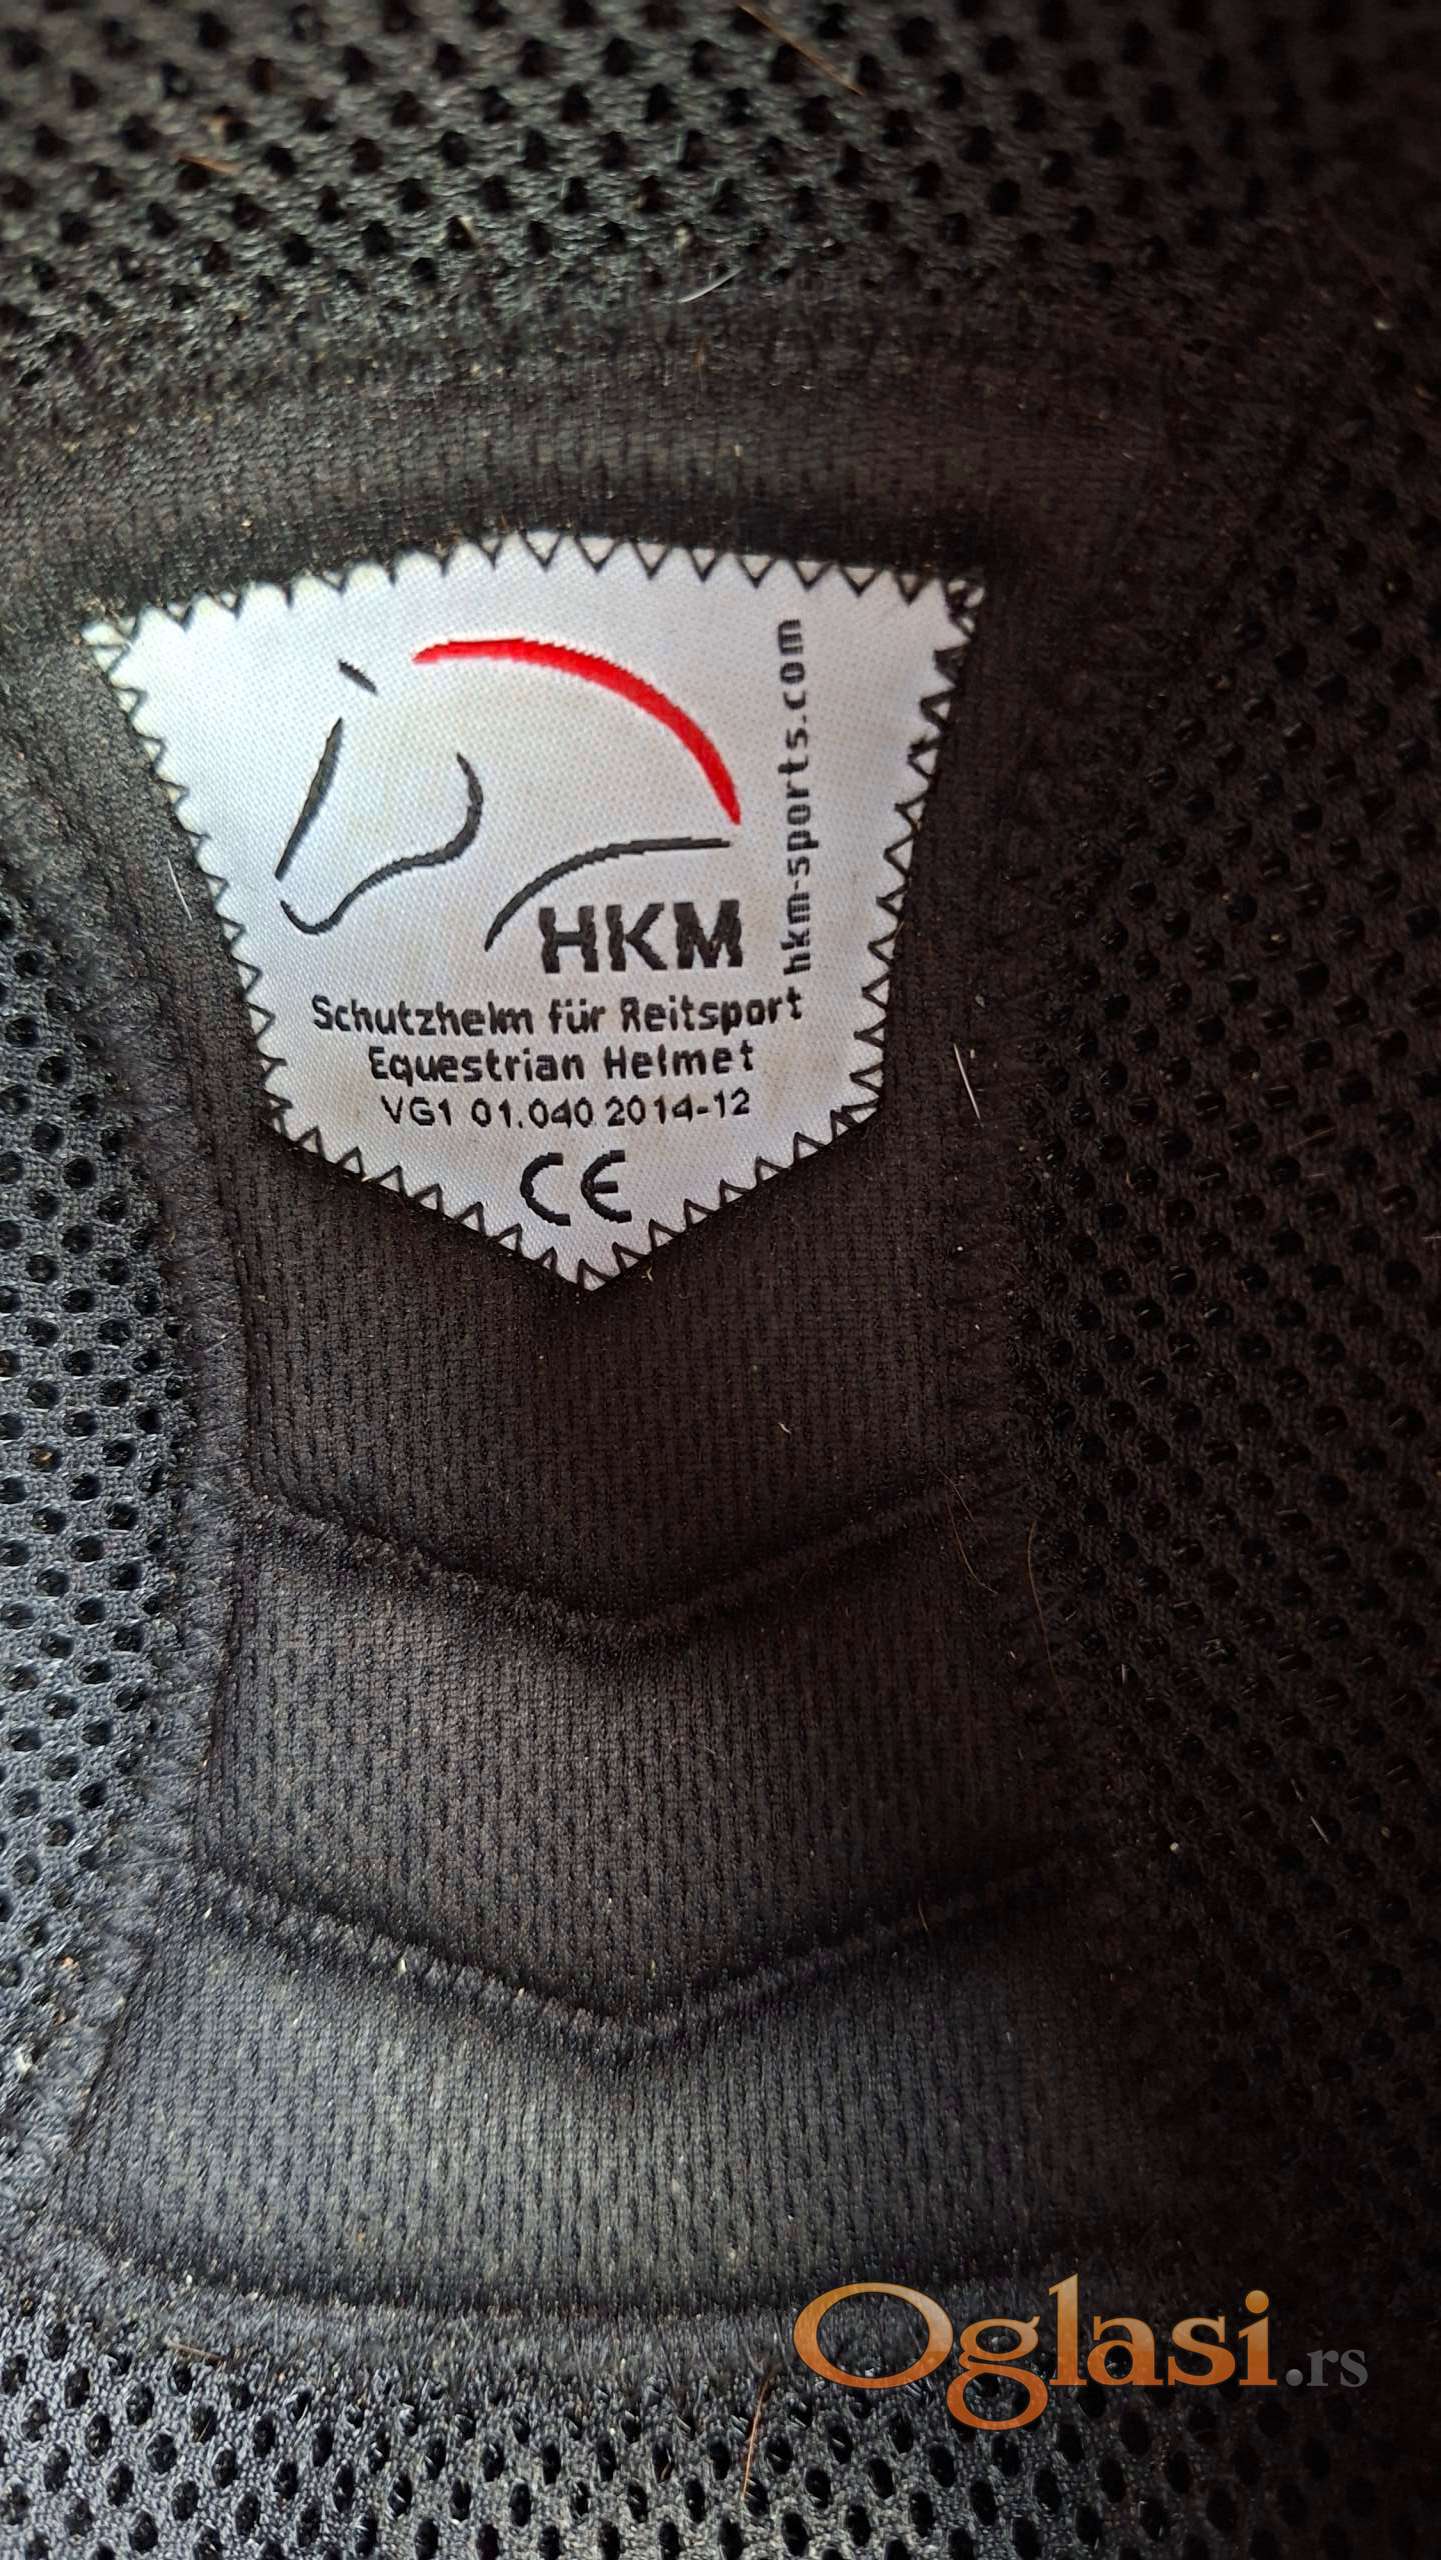 HKM
hkm-sports.com
Schutzhelm für Reitsport
Equestrian Helmet
VG1 01.040 2014-12
CE
Oglasi.rs